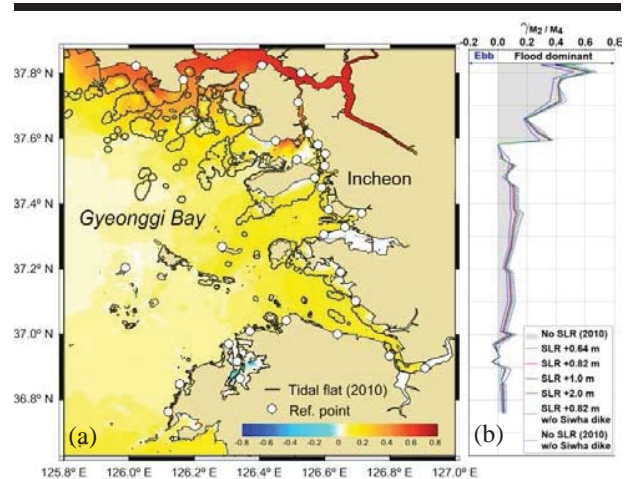 γM2 / M4
-0.2 0.0 0.2 0.4 0.6
Ebb Flood dominant
37.8°N
37.6°N
37.4°N
37.2°N
37.0°N
36.8°N
Incheon
Gyeonggi Bay
Tidal flat (2010)
Ref. point
-0.8 -0.6 -0.4 -0.2 0 0.2 0.4 0.6 0.8
(a)
125.8°E 126.0°E 126.2°E 126.4°E 126.6°E 126.8°E 127.0°E
No SLR (2010)
SLR +0.64 m
SLR +0.82 m
SLR +1.0 m
SLR +2.0 m
SLR +0.82 m
w/o Siwha dike
No SLR (2010)
w/o Siwha dike
(b)